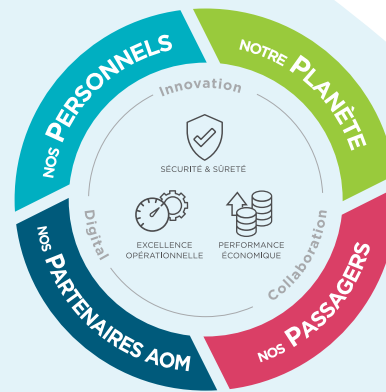 NOS PERSONNELS
NOTRE PLANÈTE
Innovation
SÉCURITÉ & SÛRETÉ
Digital
EXCELLENCE
OPÉRATIONNELLE
PERFORMANCE
ÉCONOMIQUE
Collaboration
NOS PARTENAIRES AOM
NOS PASSAGERS